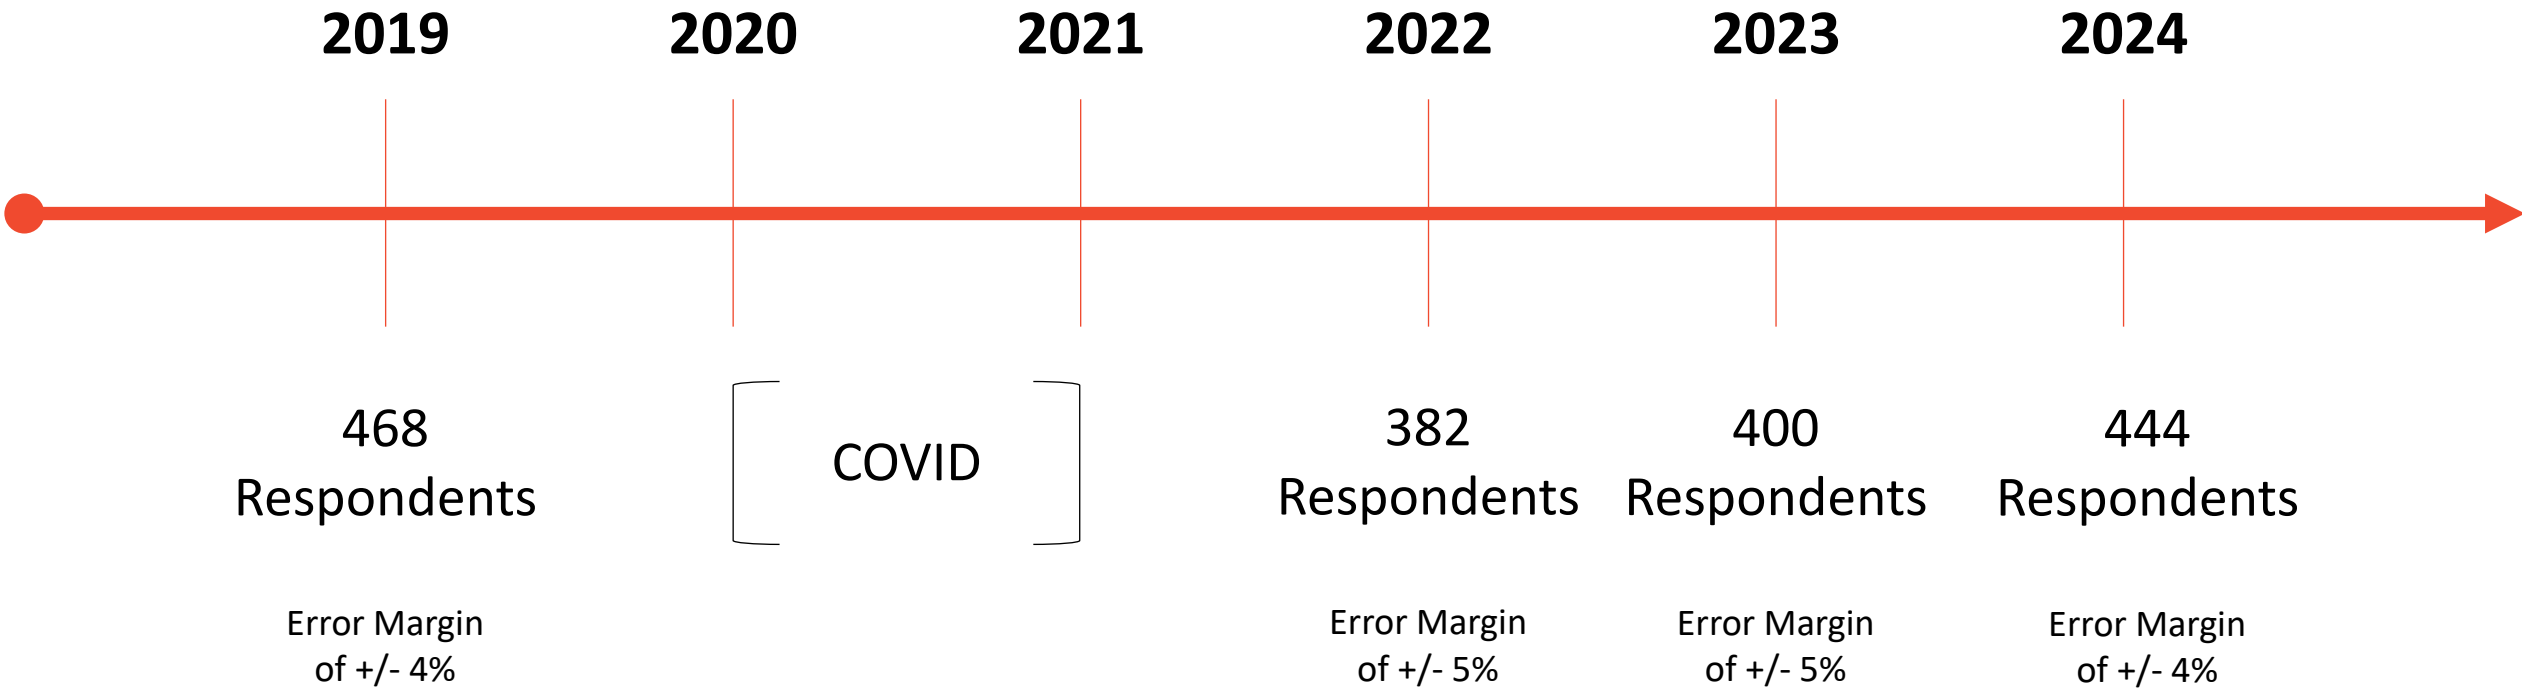 2019
2020
2021
2022
2023
2024
468
Respondents
COVID
382
Respondents
400
Respondents
444
Respondents
Error Margin
of +/- 4%
Error Margin
of +/- 5%
Error Margin
of +/- 5%
Error Margin
of +/- 4%